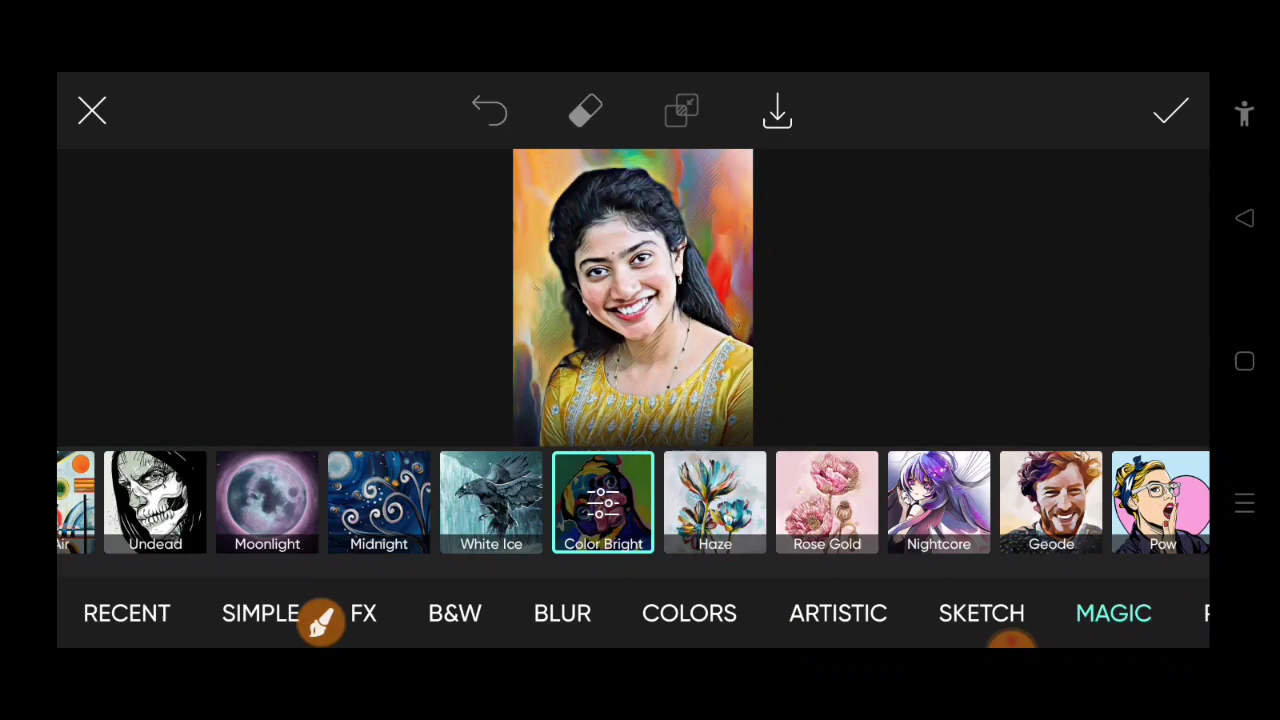 Air
Undead
Moonlight
Midnight
White Ice
Color Bright
Haze
Rose Gold
Nightcore
Geode
Pow
RECENT
SIMPLE
FX
B&W
BLUR
COLORS
ARTISTIC
SKETCH
MAGIC